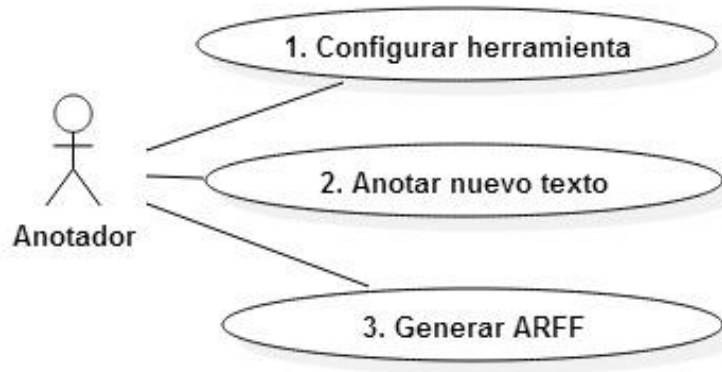 1. Configurar herramienta
2. Anotar nuevo texto
Anotador
3. Generar ARFF